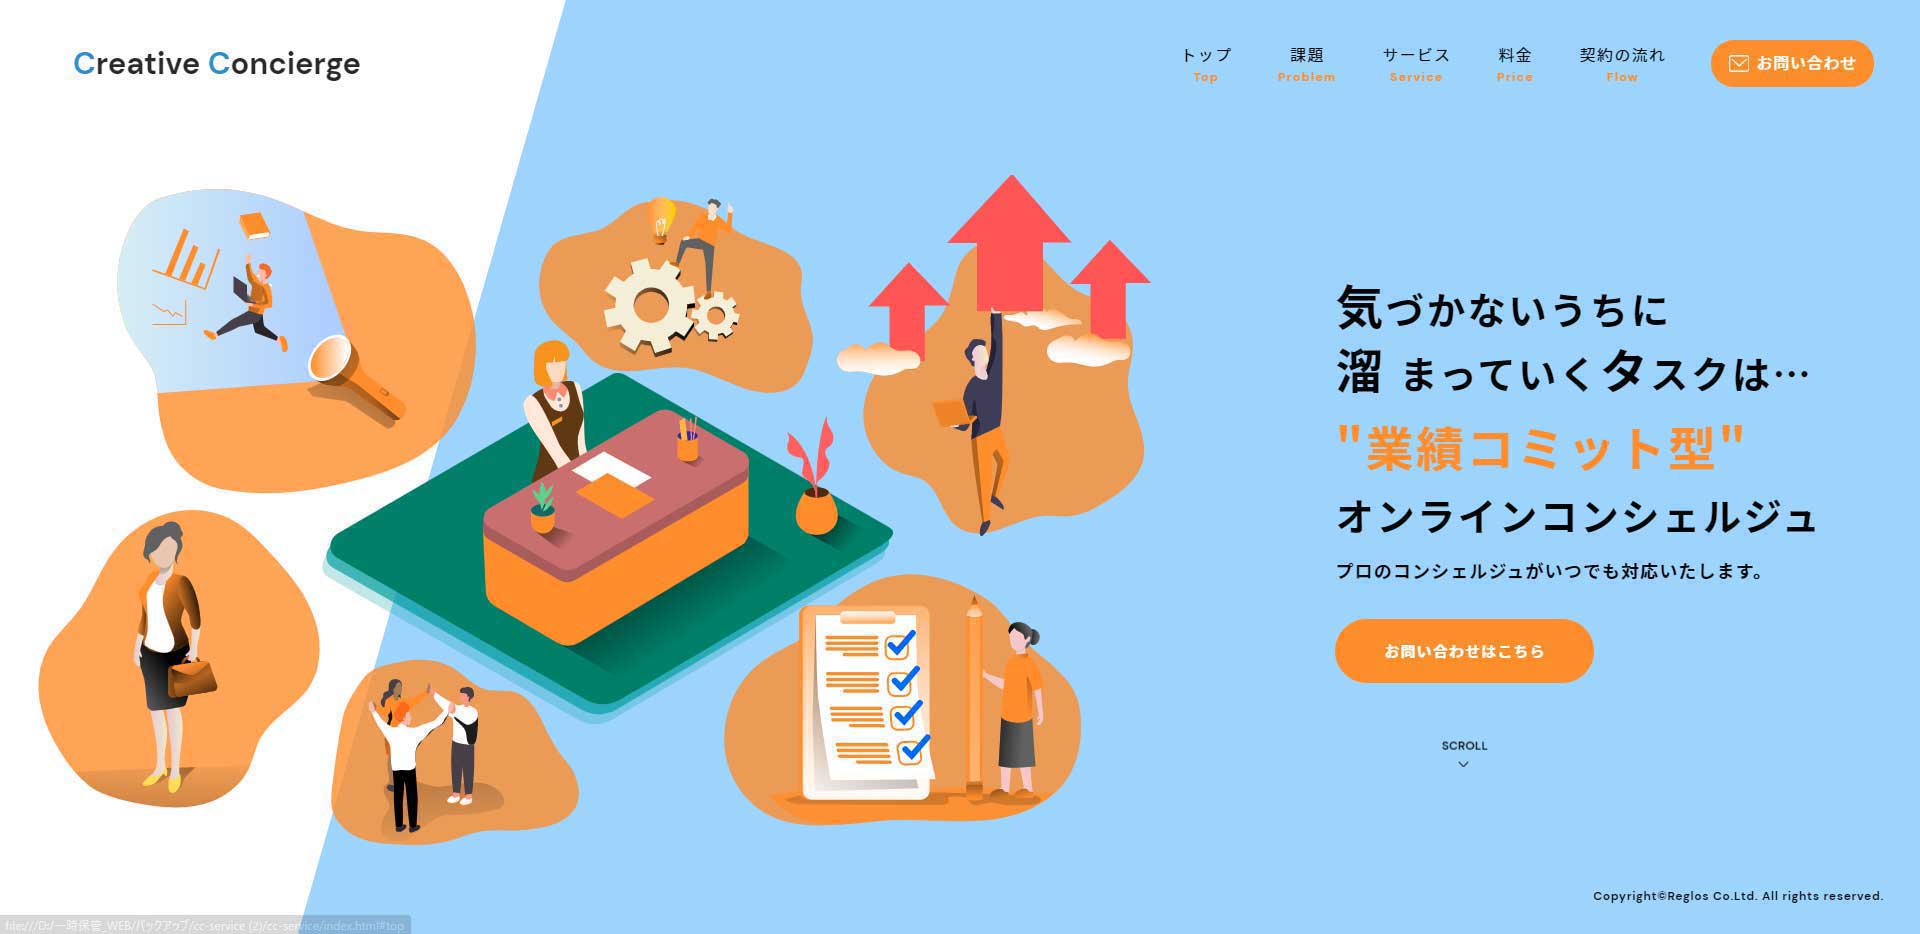 Creative Concierge
トップ
Top
課題
Problem
サービス
Service
料金
Price
契約の流れ
Flow
お問い合わせ
気づかないうちに
溜 まっていくタスクは…
"業績コミット型"
オンラインコンシェルジュ
プロのコンシェルジュがいつでも対応いたします。
お問い合わせはこちら
SCROLL
Copyright©Reglos Co.Ltd. All rights reserved.
file:///D:/一時保管_WEB/バックアップ/cc-service (2)/cc-service/index.html#top